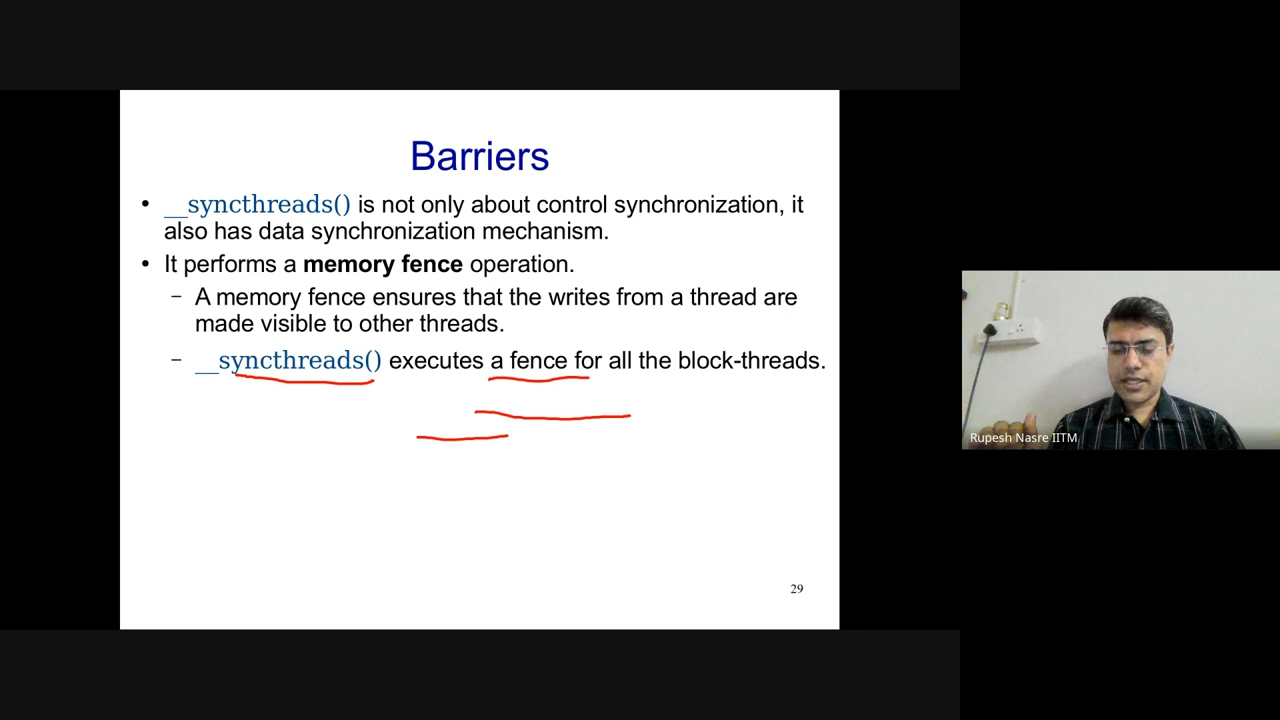 Barriers
• __syncthreads() is not only about control synchronization, it
also has data synchronization mechanism.
• It performs a memory fence operation.
– A memory fence ensures that the writes from a thread are
made visible to other threads.
– __syncthreads() executes a fence for all the block-threads.
29
Rupesh Nasre IITM